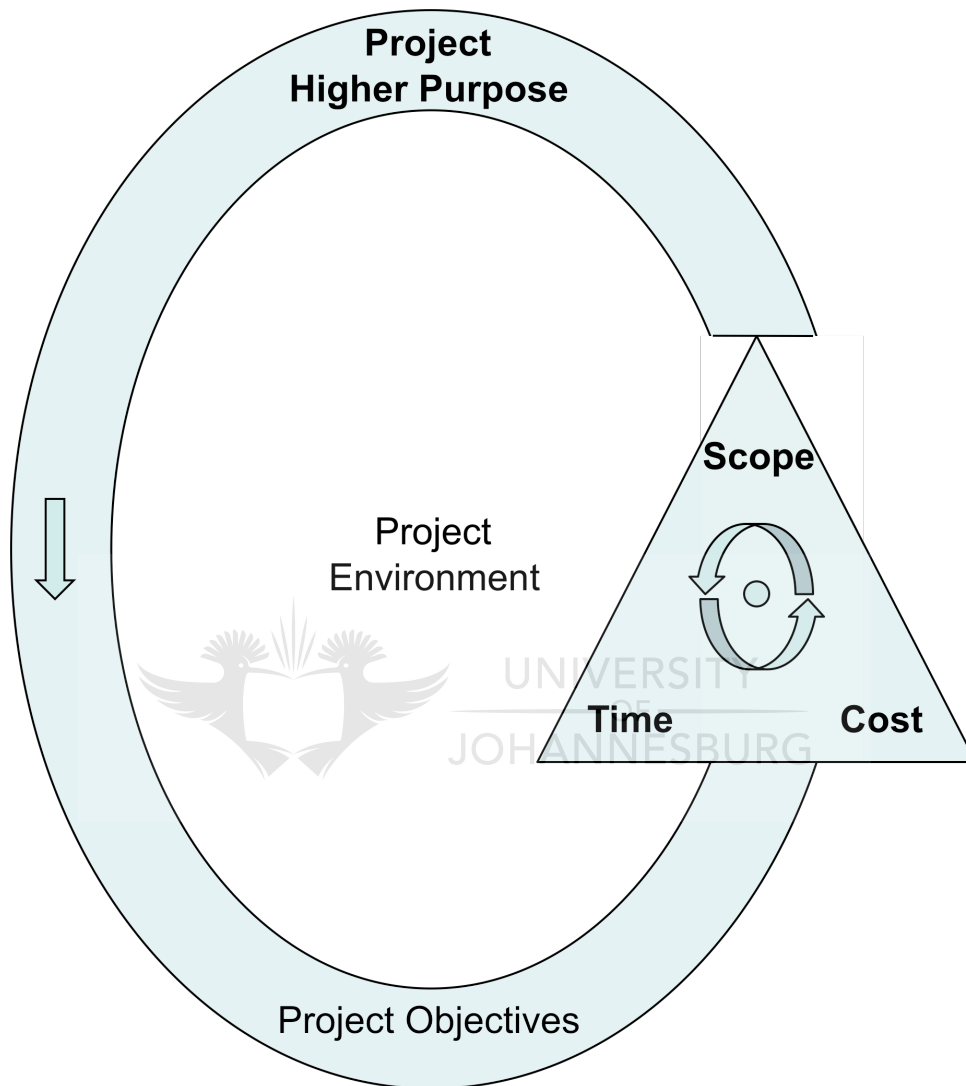 Project
Higher Purpose
Scope
Project
Environment
UNIVERSITY
OF
JOHANNESBURG
Time
Cost
Project Objectives